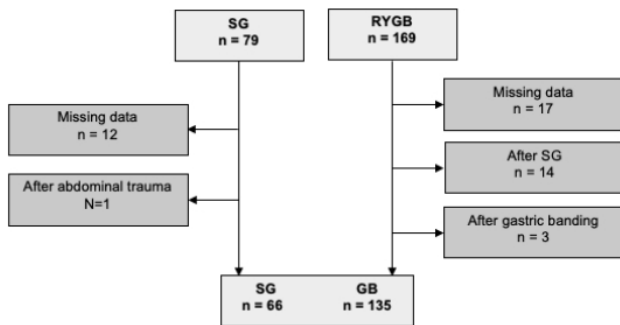 SG
n = 79
RYGB
n = 169
Missing data
n = 12
Missing data
n = 17
After SG
n = 14
After abdominal trauma
N=1
After gastric banding
n = 3
SG GB
n = 66 n = 135